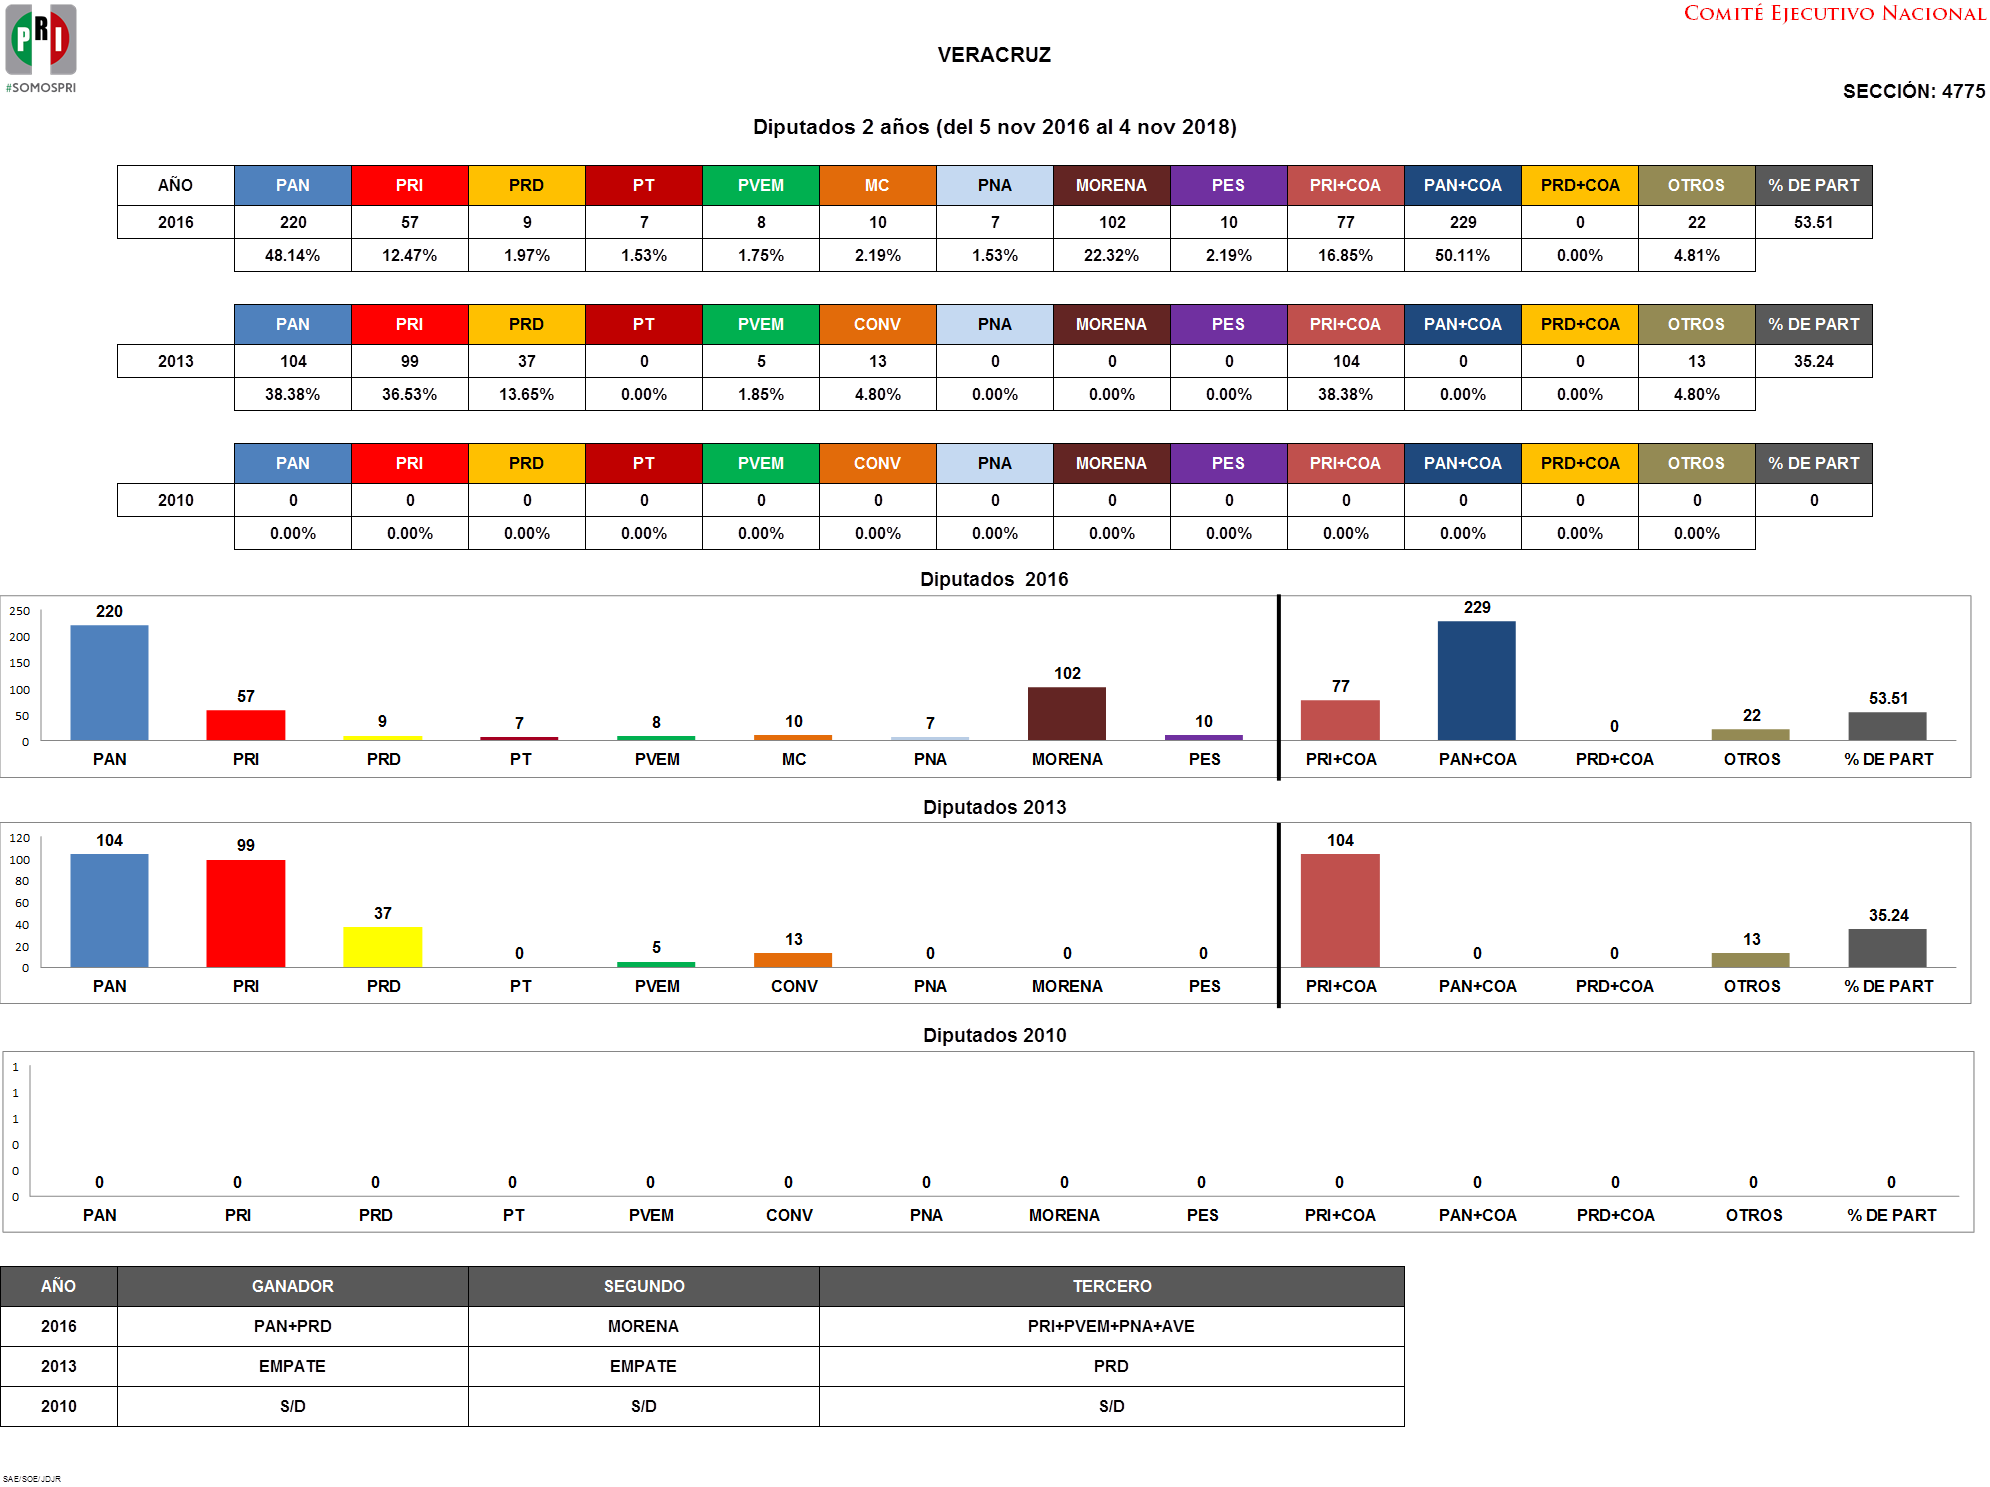 PRI
#SOMOSPRI
COMITÉ EJECUTIVO NACIONAL
VERACRUZ
SECCIÓN: 4775
Diputados 2 años (del 5 nov 2016 al 4 nov 2018)
AÑO PAN PRI PRD PT PVEM MC PNA MORENA PES PRI+COA PAN+COA PRD+COA OTROS % DE PART
2016 220 57 9 7 8 10 7 102 10 77 229 0 22 53.51
48.14% 12.47% 1.97% 1.53% 1.75% 2.19% 1.53% 22.32% 2.19% 16.85% 50.11% 0.00% 4.81%
PAN PRI PRD PT PVEM CONV PNA MORENA PES PRI+COA PAN+COA PRD+COA OTROS % DE PART
2013 104 99 37 0 5 13 0 0 0 104 0 0 13 35.24
38.38% 36.53% 13.65% 0.00% 1.85% 4.80% 0.00% 0.00% 0.00% 38.38% 0.00% 0.00% 4.80%
PAN PRI PRD PT PVEM CONV PNA MORENA PES PRI+COA PAN+COA PRD+COA OTROS % DE PART
2010 0 0 0 0 0 0 0 0 0 0 0 0 0 0
0.00% 0.00% 0.00% 0.00% 0.00% 0.00% 0.00% 0.00% 0.00% 0.00% 0.00% 0.00% 0.00%
Diputados 2016
250
200
150
100
50
0
220 57 9 7 8 10 7 102 10 77 229 0 22 53.51
PAN PRI PRD PT PVEM MC PNA MORENA PES PRI+COA PAN+COA PRD+COA OTROS % DE PART
Diputados 2013
120
100
80
60
40
20
0
104 99 37 0 5 13 0 0 0 104 0 0 13 35.24
PAN PRI PRD PT PVEM CONV PNA MORENA PES PRI+COA PAN+COA PRD+COA OTROS % DE PART
Diputados 2010
1
1
1
0
0
0
0 0 0 0 0 0 0 0 0 0 0 0 0 0
PAN PRI PRD PT PVEM CONV PNA MORENA PES PRI+COA PAN+COA PRD+COA OTROS % DE PART
AÑO GANADOR SEGUNDO TERCERO
2016 PAN+PRD MORENA PRI+PVEM+PNA+AVE
2013 EMPATE EMPATE PRD
2010 S/D S/D S/D
SAE/SOE/JDJR